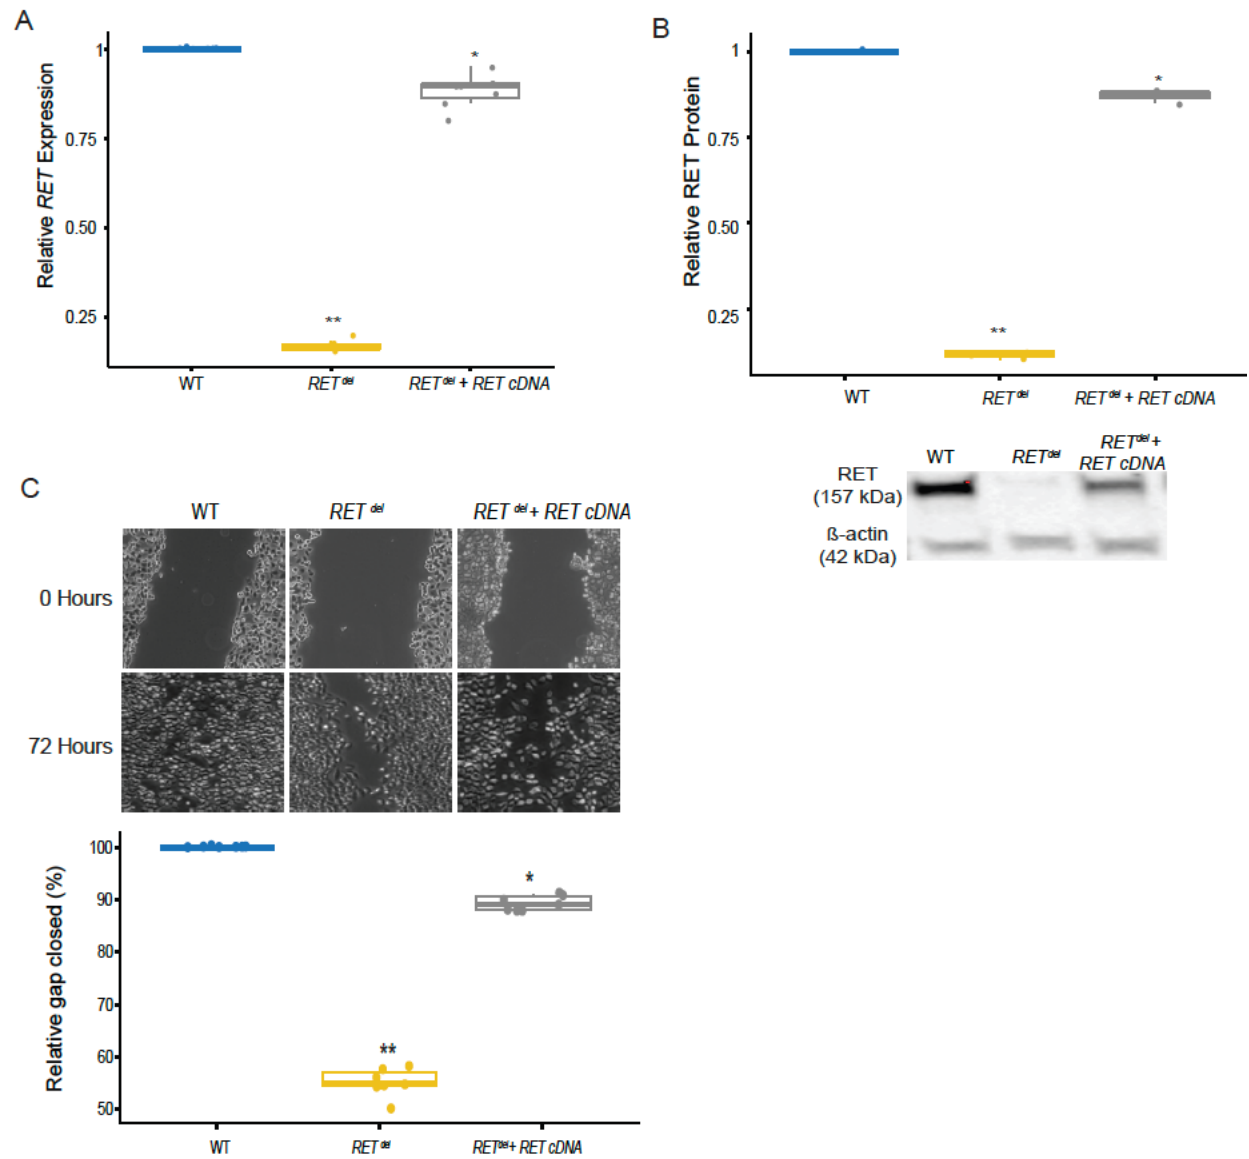 A
Relative RET Expression
1
0.75
0.50
0.25
*
**
WT
RET del
RET del + RET cDNA
B
Relative RET Protein
1
0.75
0.50
0.25
*
**
WT
RET del
RET del + RET cDNA
WT
RET del
RET del +
RET cDNA
RET
(157 kDa)
ß-actin
(42 kDa)
C
WT
RET del
RET del + RET cDNA
0 Hours
72 Hours
Relative gap closed (%)
100
90
80
70
60
50
*
**
WT
RET del
RET del + RET cDNA